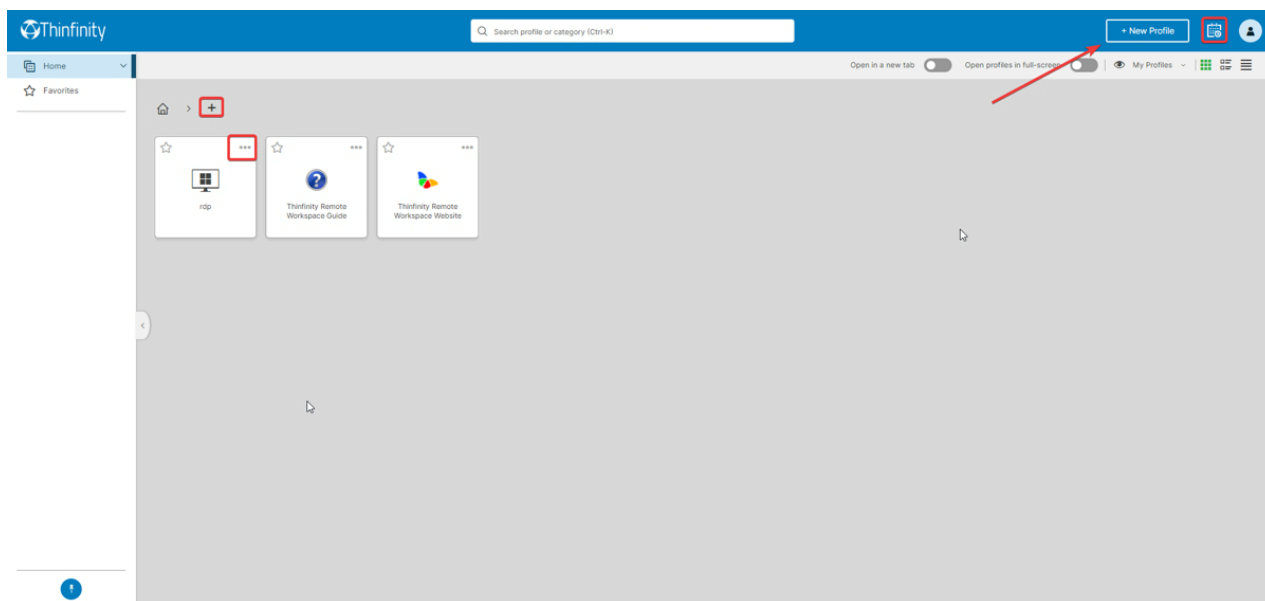 Thinfinity
Search profile or category (Ctrl-K)
+ New Profile
Home
Open in a new tab
Open profiles in full-screen
My Profiles
Favorites
rdp
Thinfinity Remote
Workspace Guide
Thinfinity Remote
Workspace Website